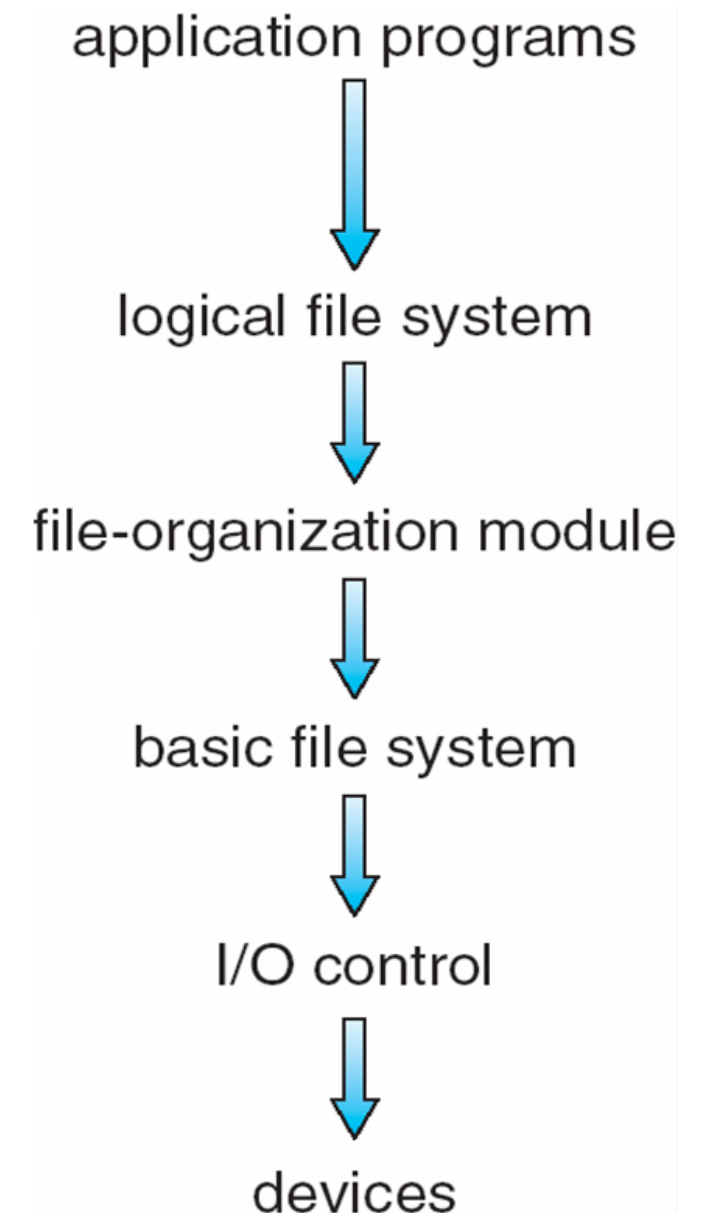 application programs
logical file system
file-organization module
basic file system
I/O control
devices